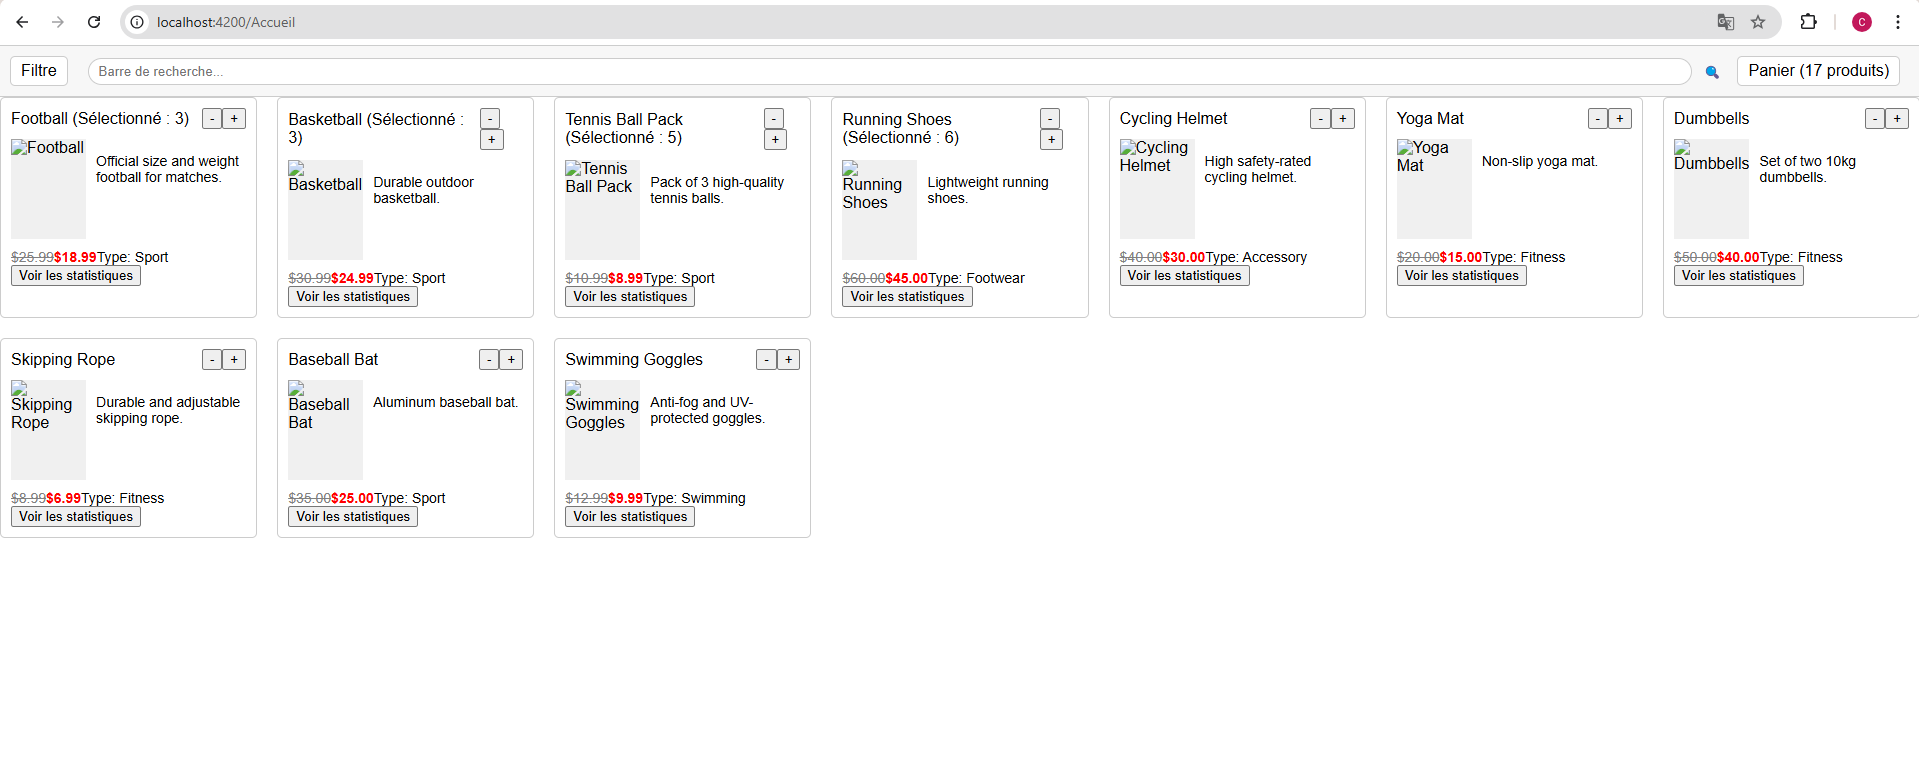 localhost:4200/Accueil
C
Filtre
Barre de recherche...
Panier (17 produits)
Football (Sélectionné : 3)
- +
Football
Official size and weight
football for matches.
$25.99$18.99Type: Sport
Voir les statistiques
Basketball (Sélectionné :
3)
-
+
Basketball
Durable outdoor
basketball.
$30.99$24.99Type: Sport
Voir les statistiques
Tennis Ball Pack
(Sélectionné : 5)
-
+
Tennis
Ball Pack
Pack of 3 high-quality
tennis balls.
$10.99$8.99Type: Sport
Voir les statistiques
Running Shoes
(Sélectionné : 6)
-
+
Running
Shoes
Lightweight running
shoes.
$60.00$45.00Type: Footwear
Voir les statistiques
Cycling Helmet
- +
Cycling
Helmet
High safety-rated
cycling helmet.
$40.00$30.00Type: Accessory
Voir les statistiques
Yoga Mat
- +
Yoga
Mat
Non-slip yoga mat.
$20.00$15.00Type: Fitness
Voir les statistiques
Dumbbells
- +
Dumbbells
Set of two 10kg
dumbbells.
$50.00$40.00Type: Fitness
Voir les statistiques
Skipping Rope
- +
Skipping
Rope
Durable and adjustable
skipping rope.
$8.99$6.99Type: Fitness
Voir les statistiques
Baseball Bat
- +
Baseball
Bat
Aluminum baseball bat.
$35.00$25.00Type: Sport
Voir les statistiques
Swimming Goggles
- +
Swimming
Goggles
Anti-fog and UV-
protected goggles.
$12.99$9.99Type: Swimming
Voir les statistiques